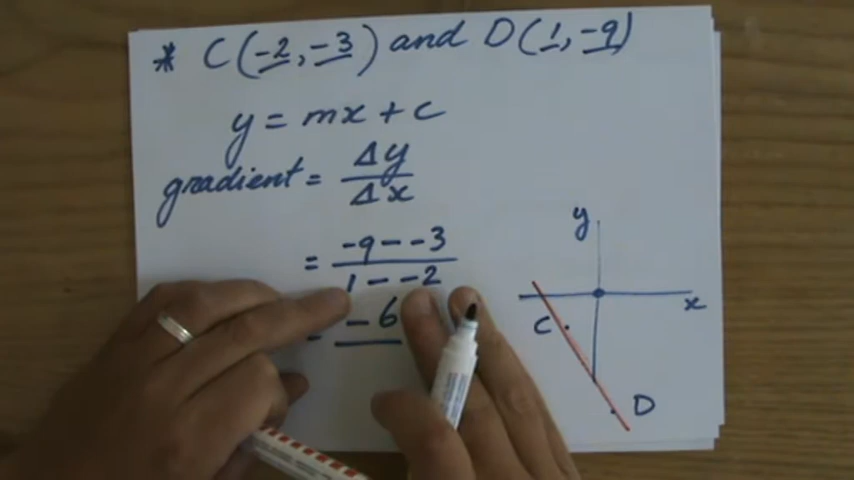 * C(-2, -3) and D(1, -9)
y = mx + c
gradient = Δy
Δx
= -9 - -3
1 - -2
= -6
y
x
C
D